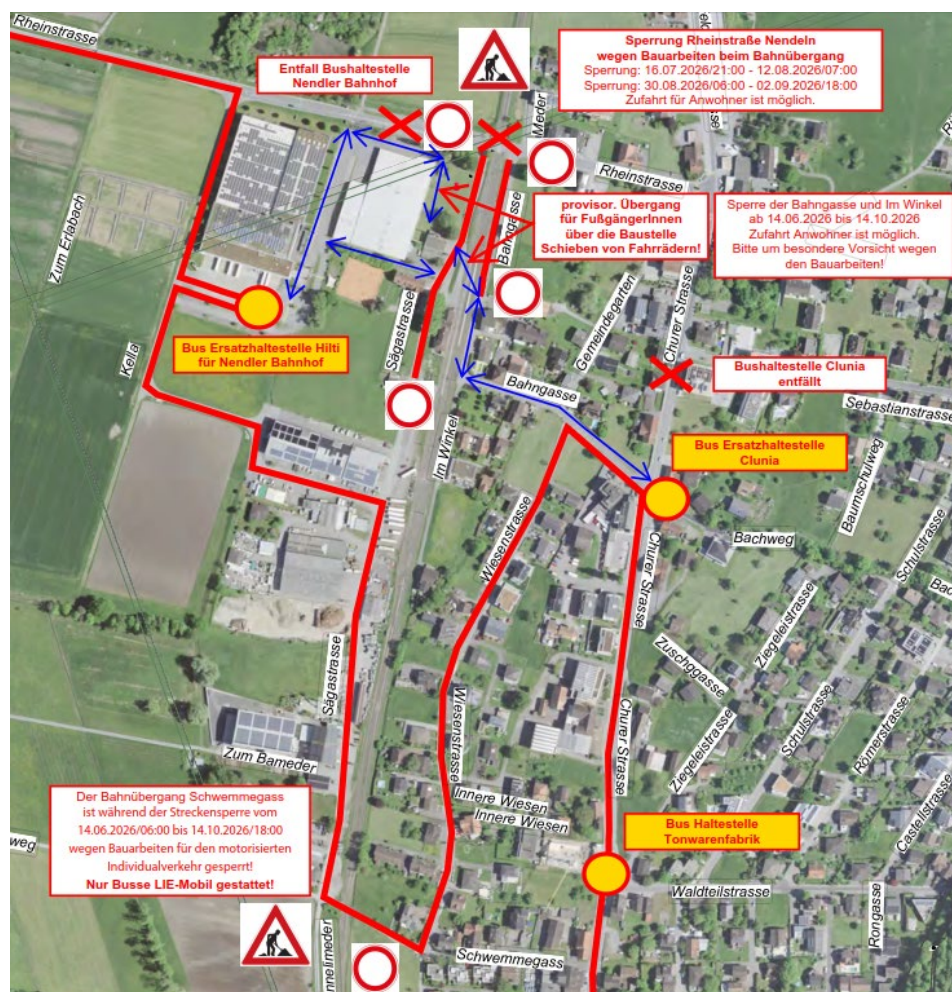 Rheinstrasse
Entfall Bushaltestelle
Nendler Bahnhof
Sperrung Rheinstraße Nendeln
wegen Bauarbeiten beim Bahnübergang
Sperrung: 16.07.2026/21:00 - 12.08.2026/07:00
Sperrung: 30.08.2026/06:00 - 02.09.2026/18:00
Zufahrt für Anwohner ist möglich.
Meder
Rheinstrasse
Zum Erlabach
Bahngasse
provisor. Übergang
für FußgängerInnen
über die Baustelle
Schieben von Fahrrädern!
Sperre der Bahngasse und Im Winkel
ab 14.06.2026 bis 14.10.2026
Zufahrt Anwohner ist möglich.
Bitte um besondere Vorsicht wegen
den Bauarbeiten!
Kella
Bus Ersatzhaltestelle Hilti
für Nendler Bahnhof
Sägastrasse
Gemeindegarten
Churer Strasse
Bushaltestelle Clunia
entfällt
Bahngasse
Sebastianstrasse
Im Winkel
Bus Ersatzhaltestelle
Clunia
Baumschulweg
Wiesenstrasse
Churer Strasse
Bachweg
Schulstrasse
Ziegeleistrasse
Zuschggasse
Sägastrasse
Wiesenstrasse
Churer Strasse
Ziegeleistrasse
Schulstrasse
Römerstrasse
Zum Bameder
Innere Wiesen
Innere Wiesen
Castellstrasse
Der Bahnübergang Schwemmegass
ist während der Streckensperre vom
14.06.2026/06:00 bis 14.10.2026/18:00
wegen Bauarbeiten für den motorisierten
Individualverkehr gesperrt!
Nur Busse LIE-Mobil gestattet!
weg
Bus Haltestelle
Tonwarenfabrik
Waldteilstrasse
Rongasse
Schwemmegass
nnelimeder